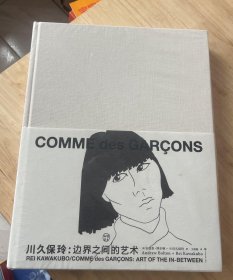 COMME des GARÇONS
川久保玲：边界之间的艺术
Andrew Bolton • Rei Kawakubo
REI KAWAKUBO/COMME des GARÇONS: ART OF THE IN-BETWEEN